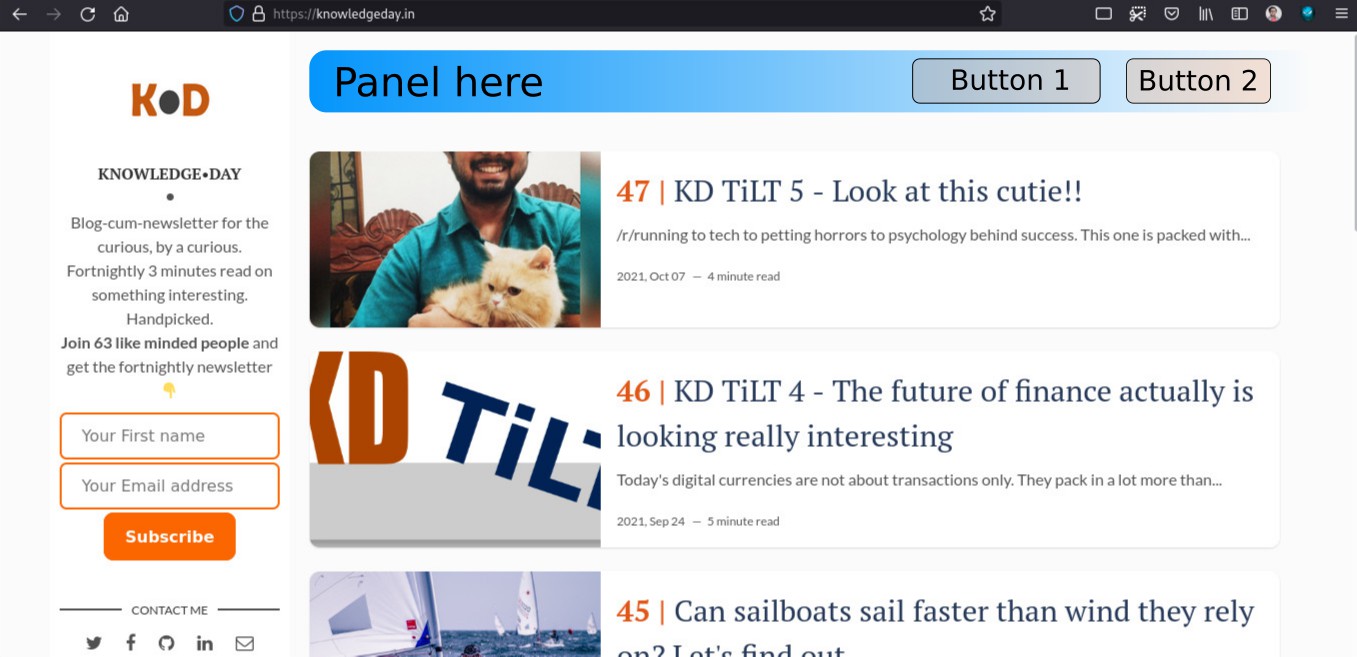 https://knowledgeday.in
KD
KNOWLEDGE•DAY
•
Blog-cum-newsletter for the
curious, by a curious.
Fortnightly 3 minutes read on
something interesting.
Handpicked.
Join 63 like minded people and
get the fortnightly newsletter
👇
Your First name
Your Email address
Subscribe
CONTACT ME
Panel here
Button 1
Button 2
47 | KD TiLT 5 - Look at this cutie!!
/r/running to tech to petting horrors to psychology behind success. This one is packed with...
2021, Oct 07 — 4 minute read
KD TiLT
46 | KD TiLT 4 - The future of finance actually is
looking really interesting
Today's digital currencies are not about transactions only. They pack in a lot more than...
2021, Sep 24 — 5 minute read
45 | Can sailboats sail faster than wind they rely
on? Let's find out